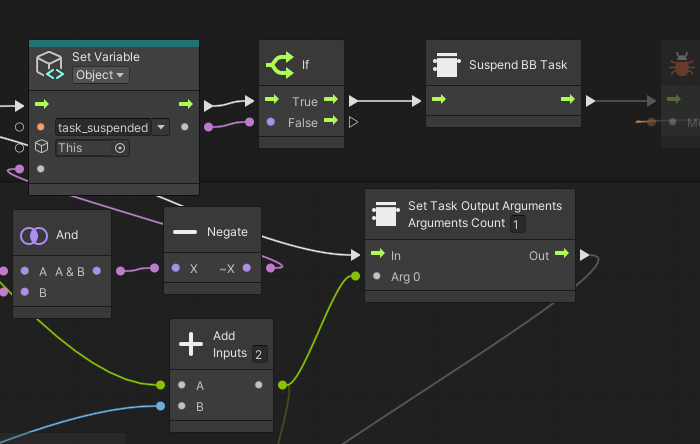 Set Variable
Object
If
True
False
Suspend BB Task
task_suspended
This
Set Task Output Arguments
Arguments Count 1
In Out
Arg 0
And
A A & B
B
Negate
X ~X
Add
Inputs 2
A
B